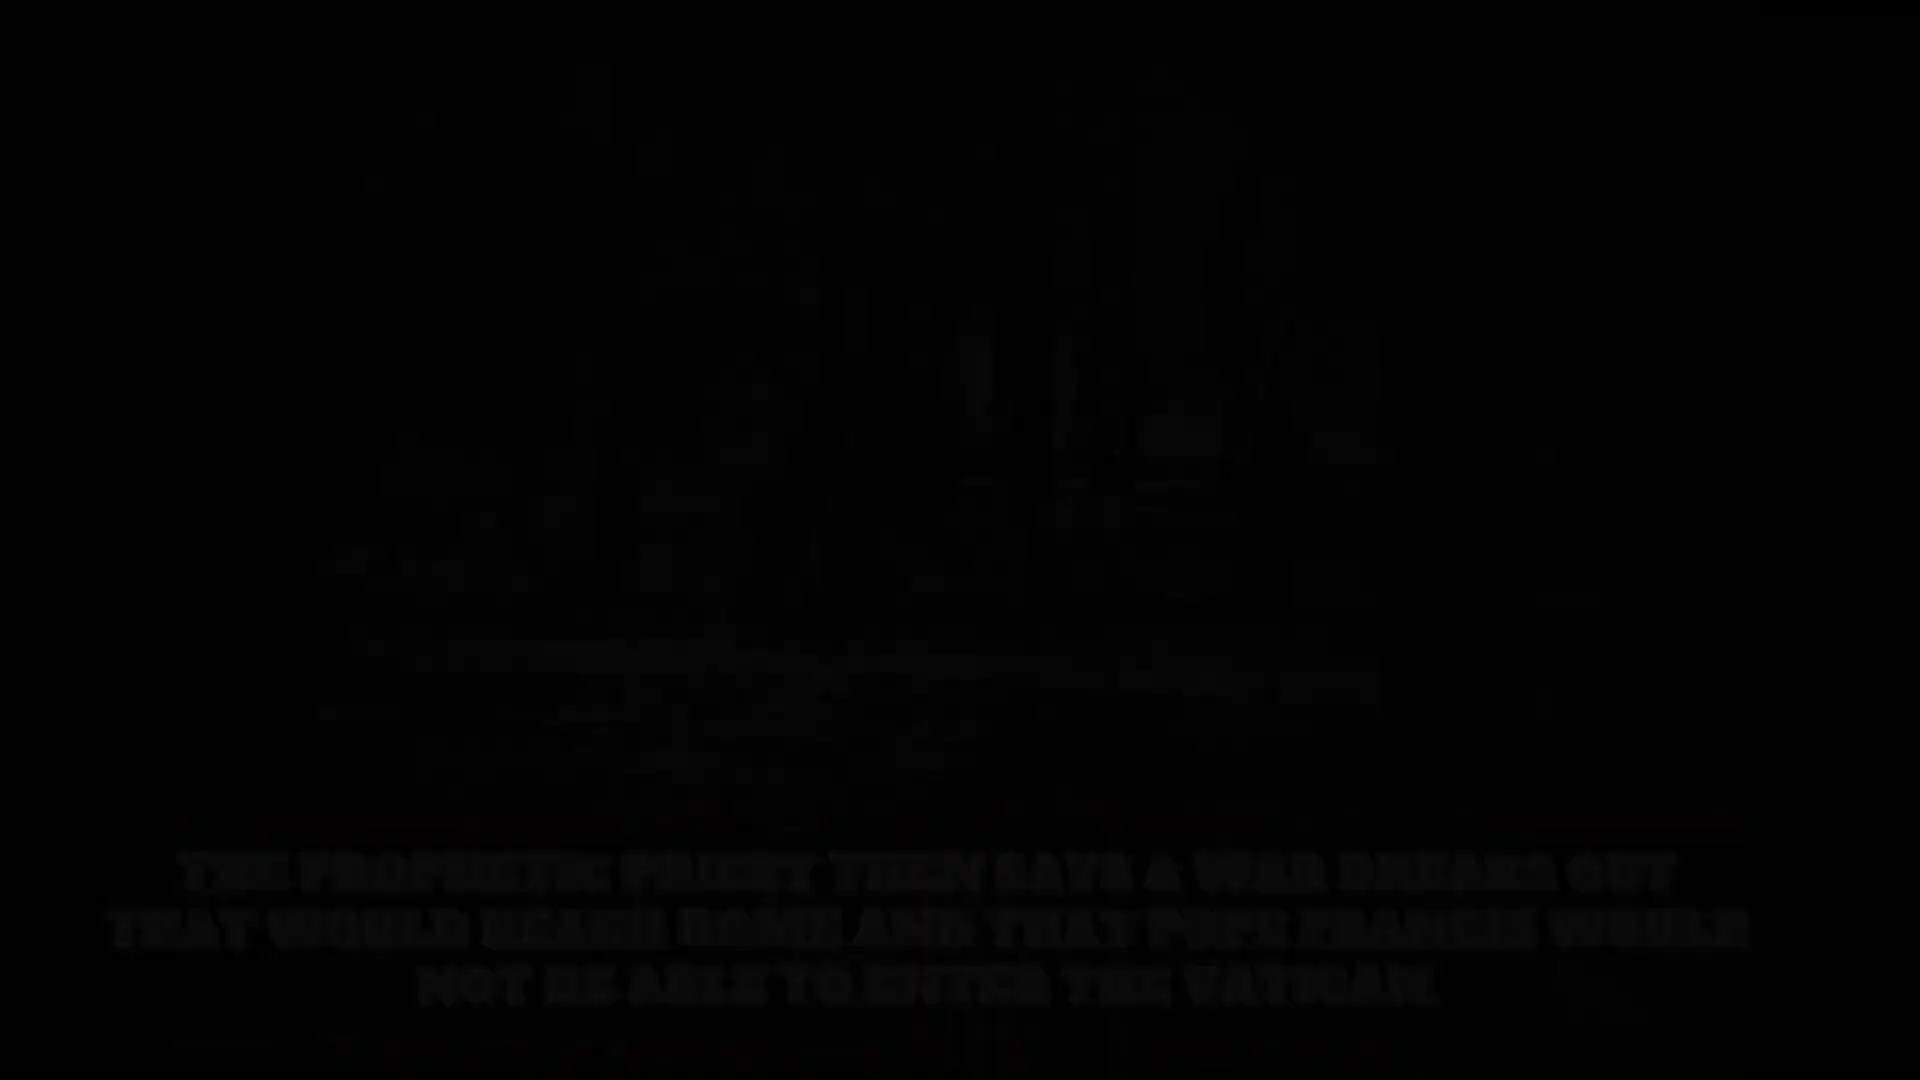 THE PROPHETIC PRIEST THEN SAYS A WAR BREAKS OUT
THAT WOULD REACH ROME AND THAT POPE FRANCIS WOULD
NOT BE ABLE TO ENTER THE VATICAN